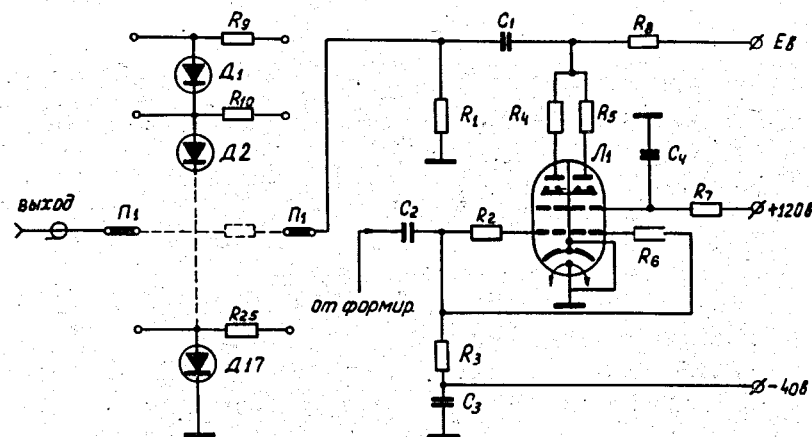 R9
C1
R8
Ев
Д1
R10
R1
R4
R5
Л1
C4
Д2
R7
+120в
выход
П1
П1
C2
R2
R6
от формир.
R25
R3
Д17
-40в
C3